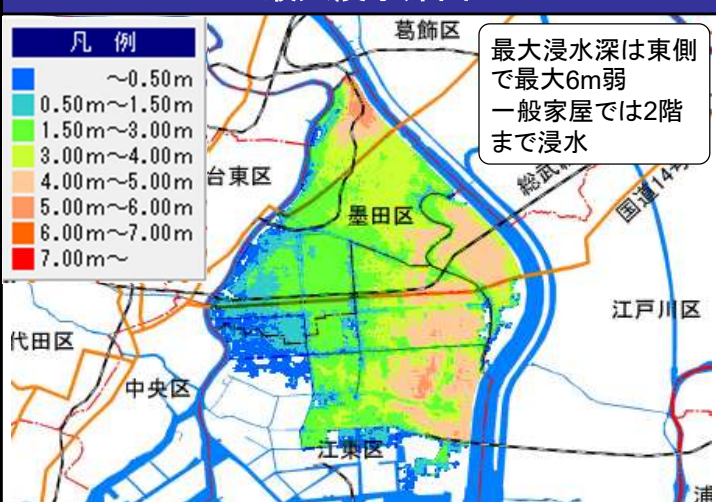 葛飾区
凡 例
～0.50m
0.50m～1.50m
1.50m～3.00m
3.00m～4.00m
4.00m～5.00m
5.00m～6.00m
6.00m～7.00m
7.00m～
最大浸水深は東側
で最大6m弱
一般家屋では2階
まで浸水
台東区
墨田区
国道14号
江戸川区
代田区
中央区
江東区
浦